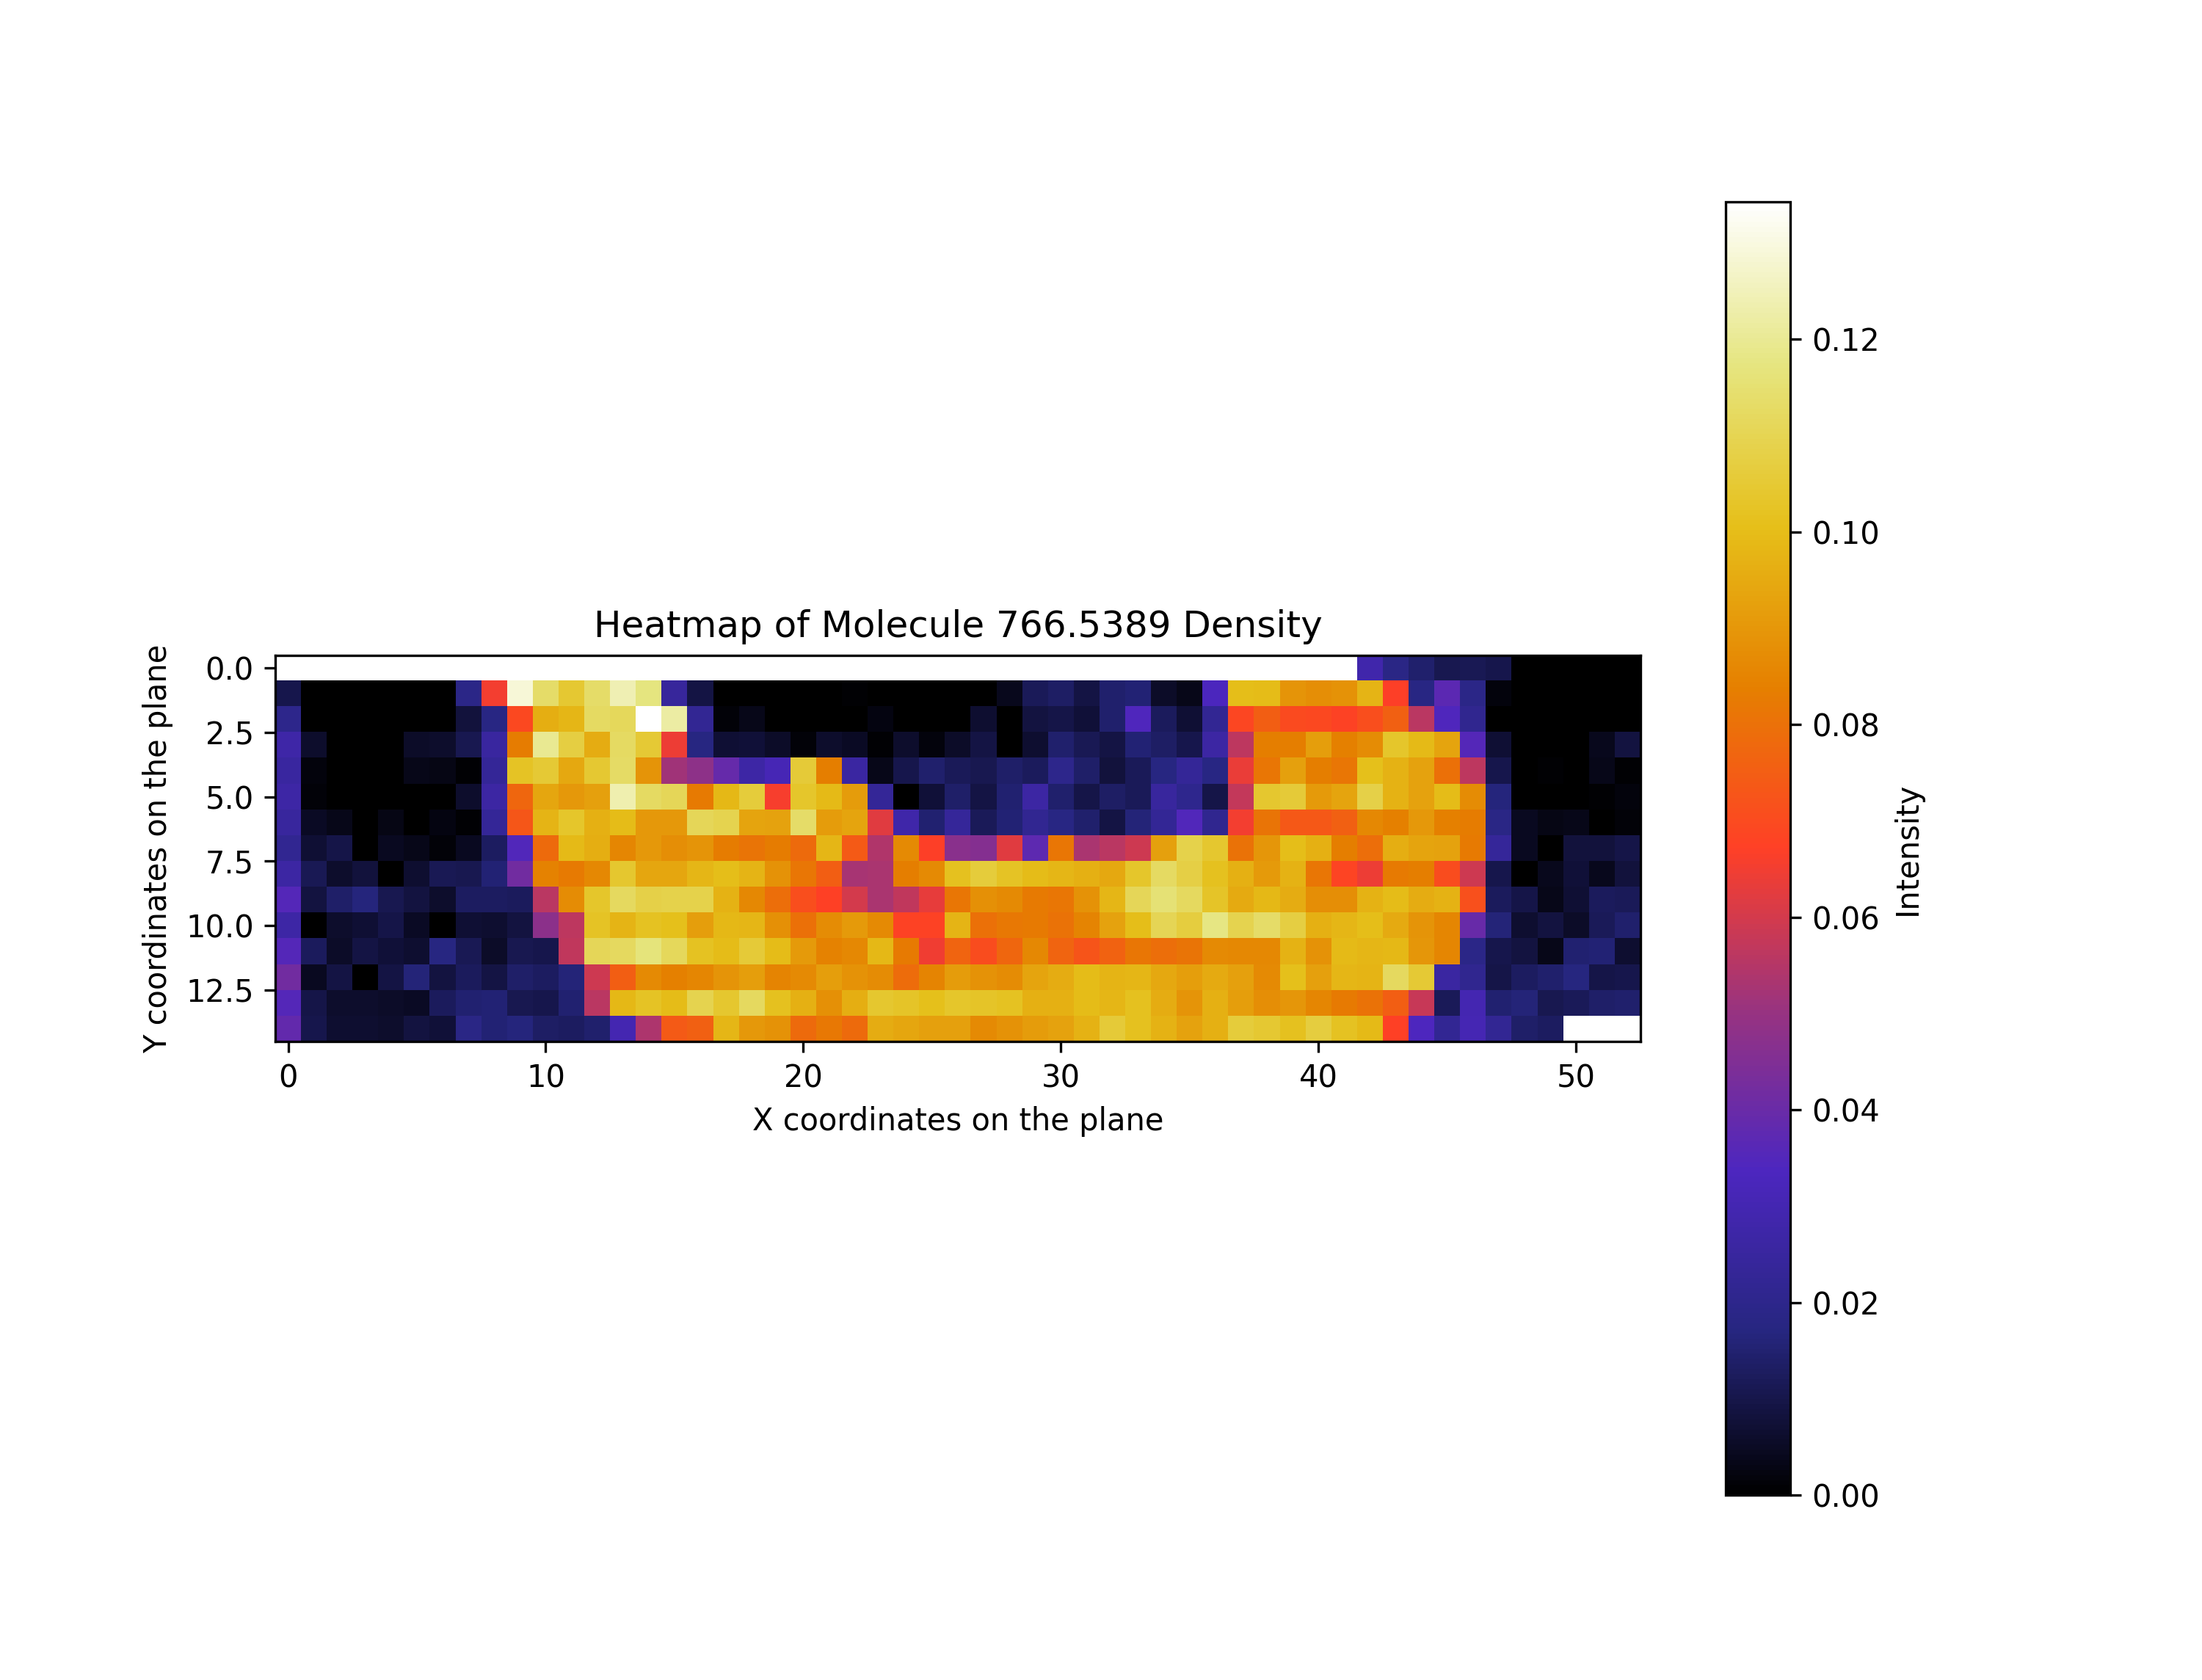 Heatmap of Molecule 766.5389 Density
Y coordinates on the plane
0.0
2.5
5.0
7.5
10.0
12.5
0 10 20 30 40 50
X coordinates on the plane
0.12
0.10
0.08
0.06
0.04
0.02
0.00
Intensity